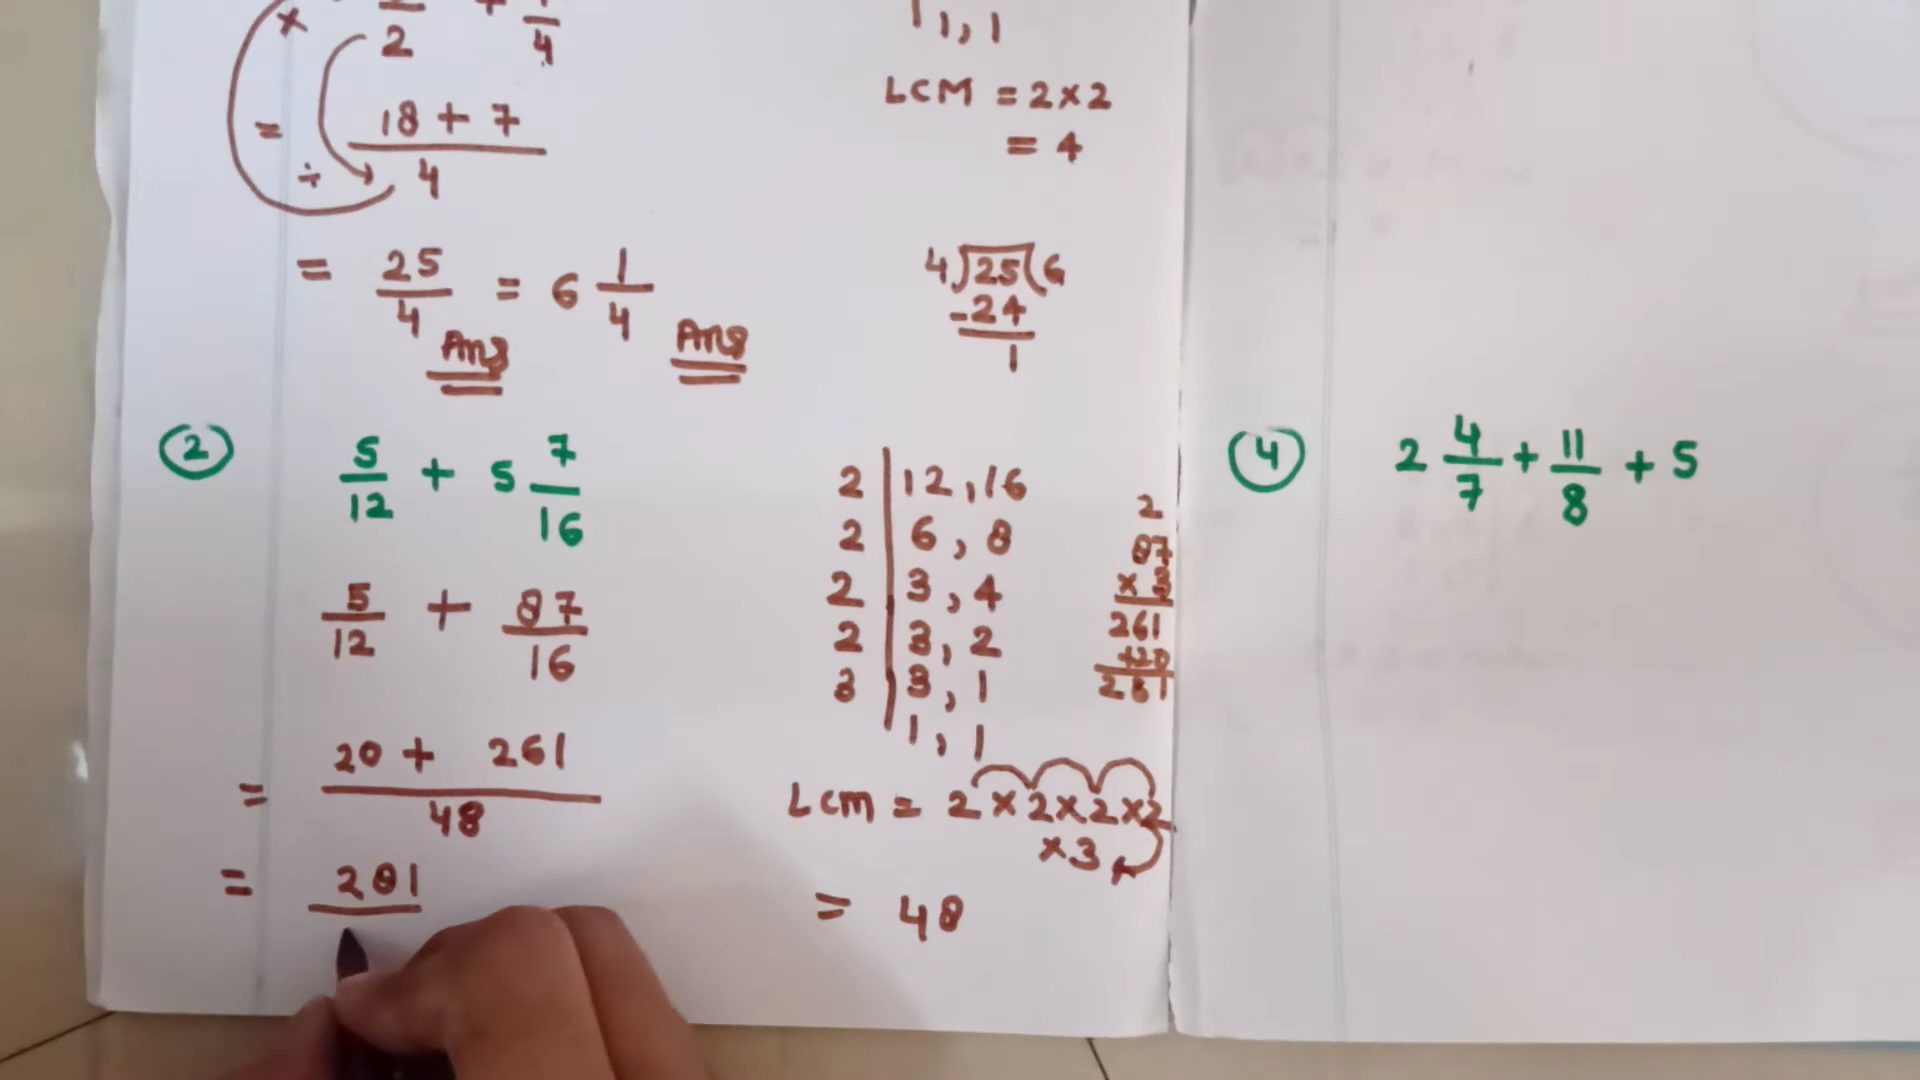 × 2 + 4
= 18 + 7
÷ 4
= 25/4 = 6 1/4
Ans Ans
1 1, 1
LCM = 2×2
= 4
4)25(6
-24
1
② 5/12 + 5 7/16
5/12 + 87/16
= 20 + 261
48
= 281
2 | 12, 16
2 | 6, 8
2 | 3, 4
2 | 3, 2
3 | 3, 1
1, 1
2
87
× 3
261
+20
281
Lcm = 2×2×2×2
×3
= 48
④ 2 4/7 + 11/8 + 5